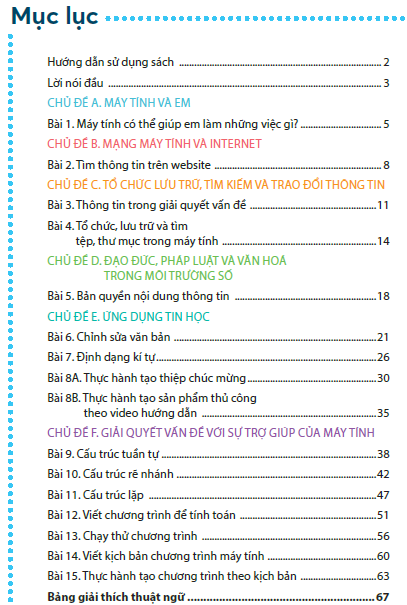 Mục lục
Hướng dẫn sử dụng sách ........ 2
Lời nói đầu ........ 3
CHỦ ĐỀ A. MÁY TÍNH VÀ EM
Bài 1. Máy tính có thể giúp em làm những việc gì? ........ 5
CHỦ ĐỀ B. MẠNG MÁY TÍNH VÀ INTERNET
Bài 2. Tìm thông tin trên website ........ 8
CHỦ ĐỀ C. TỔ CHỨC LƯU TRỮ, TÌM KIẾM VÀ TRAO ĐỔI THÔNG TIN
Bài 3. Thông tin trong giải quyết vấn đề ........ 11
Bài 4. Tổ chức, lưu trữ và tìm
tệp, thư mục trong máy tính ........ 14
CHỦ ĐỀ D. ĐẠO ĐỨC, PHÁP LUẬT VÀ VĂN HOÁ
TRONG MÔI TRƯỜNG SỐ
Bài 5. Bản quyền nội dung thông tin ........ 18
CHỦ ĐỀ E. ỨNG DỤNG TIN HỌC
Bài 6. Chỉnh sửa văn bản ........ 21
Bài 7. Định dạng kí tự ........ 26
Bài 8A. Thực hành tạo thiệp chúc mừng ........ 30
Bài 8B. Thực hành tạo sản phẩm thủ công
theo video hướng dẫn ........ 35
CHỦ ĐỀ F. GIẢI QUYẾT VẤN ĐỀ VỚI SỰ TRỢ GIÚP CỦA MÁY TÍNH
Bài 9. Cấu trúc tuần tự ........ 38
Bài 10. Cấu trúc rẽ nhánh ........ 42
Bài 11. Cấu trúc lặp ........ 47
Bài 12. Viết chương trình để tính toán ........ 51
Bài 13. Chạy thử chương trình ........ 56
Bài 14. Viết kịch bản chương trình máy tính ........ 60
Bài 15. Thực hành tạo chương trình theo kịch bản ........ 63
Bảng giải thích thuật ngữ ........ 67